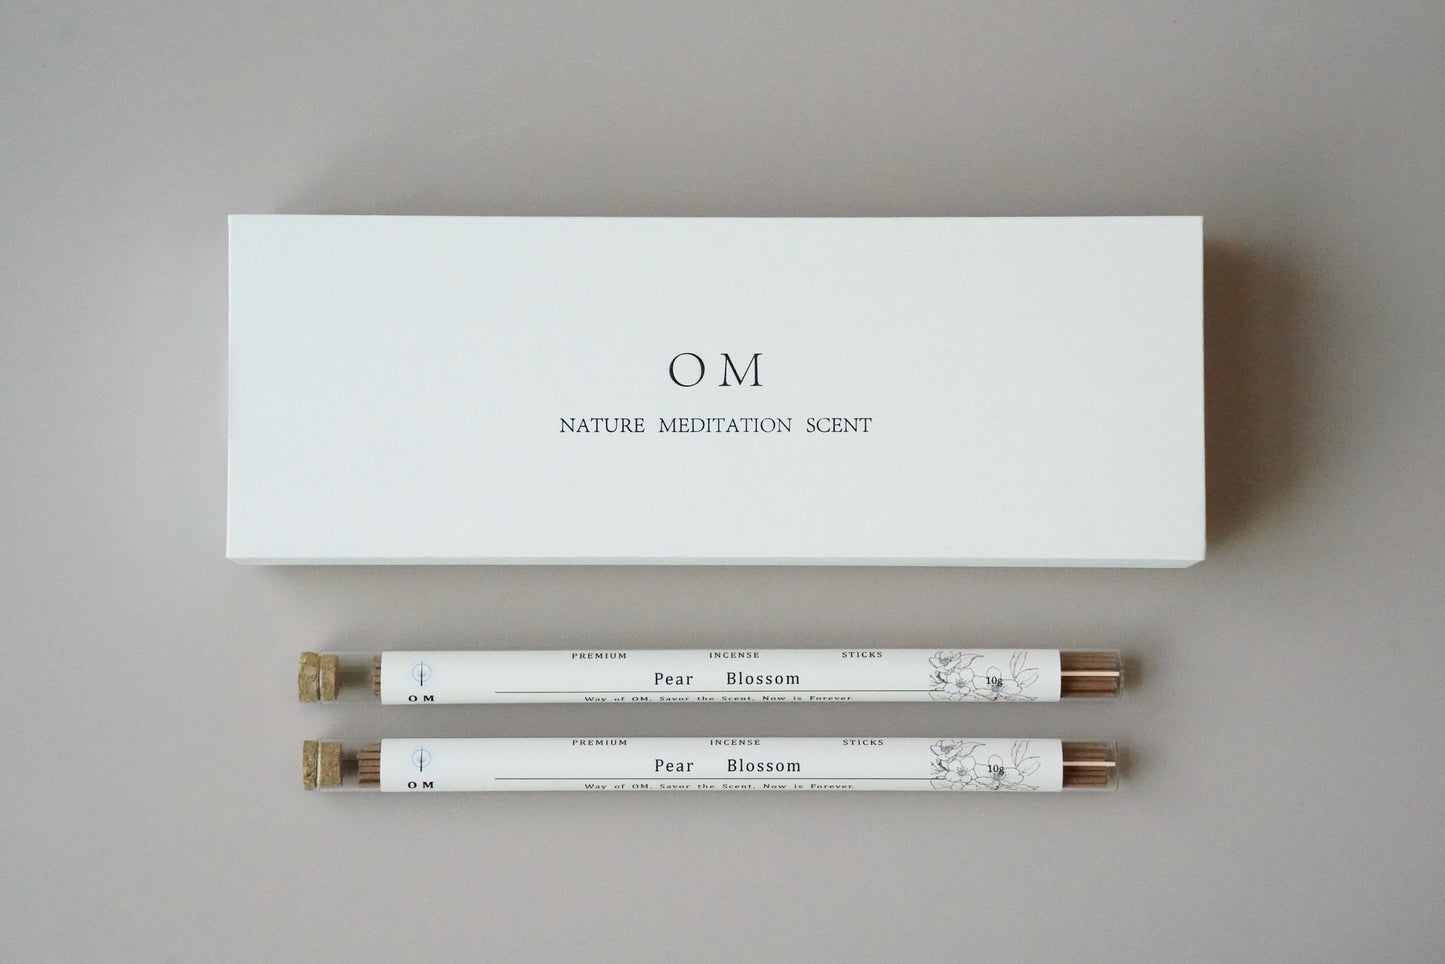 OM
NATURE MEDITATION SCENT
PREMIUM INCENSE STICKS
Pear Blossom
10g
OM
Way of OM, Savor the Scent, Now is Forever.
PREMIUM INCENSE STICKS
Pear Blossom
10g
OM
Way of OM, Savor the Scent, Now is Forever.